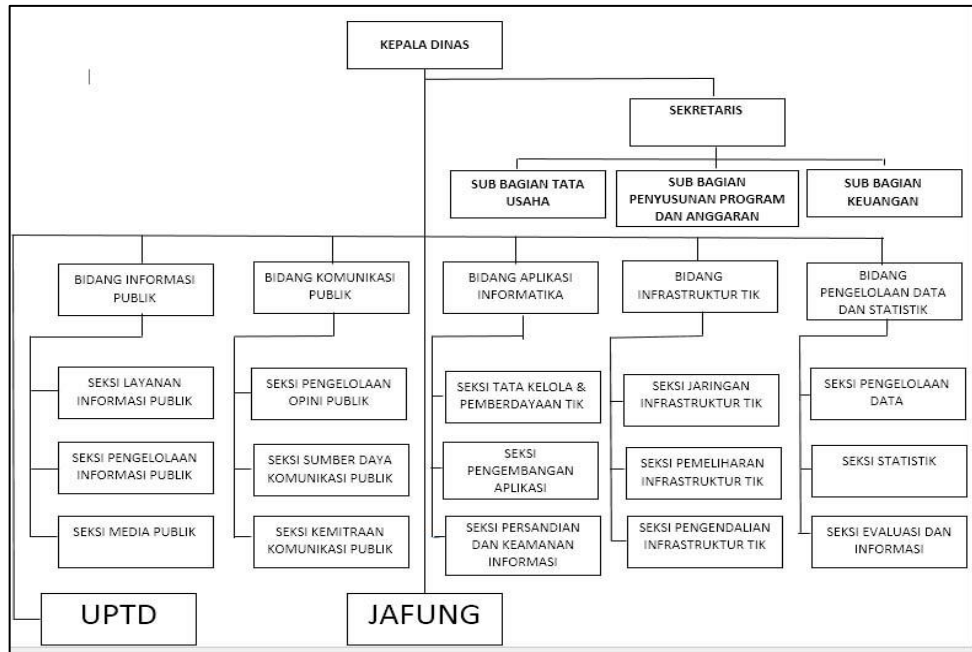 KEPALA DINAS
SEKRETARIS
SUB BAGIAN TATA
USAHA
SUB BAGIAN
PENYUSUNAN PROGRAM
DAN ANGGARAN
SUB BAGIAN
KEUANGAN
BIDANG INFORMASI
PUBLIK
BIDANG KOMUNIKASI
PUBLIK
BIDANG APLIKASI
INFORMATIKA
BIDANG
INFRASTRUKTUR TIK
BIDANG
PENGELOLAAN DATA
DAN STATISTIK
SEKSI LAYANAN
INFORMASI PUBLIK
SEKSI PENGELOLAAN
OPINI PUBLIK
SEKSI TATA KELOLA &
PEMBERDAYAAN TIK
SEKSI JARINGAN
INFRASTRUKTUR TIK
SEKSI PENGELOLAAN
DATA
SEKSI PENGELOLAAN
INFORMASI PUBLIK
SEKSI SUMBER DAYA
KOMUNIKASI PUBLIK
SEKSI
PENGEMBANGAN
APLIKASI
SEKSI PEMELIHARAN
INFRASTRUKTUR TIK
SEKSI STATISTIK
SEKSI MEDIA PUBLIK
SEKSI KEMITRAAN
KOMUNIKASI PUBLIK
SEKSI PERSANDIAN
DAN KEAMANAN
INFORMASI
SEKSI PENGENDALIAN
INFRASTRUKTUR TIK
SEKSI EVALUASI DAN
INFORMASI
UPTD
JAFUNG